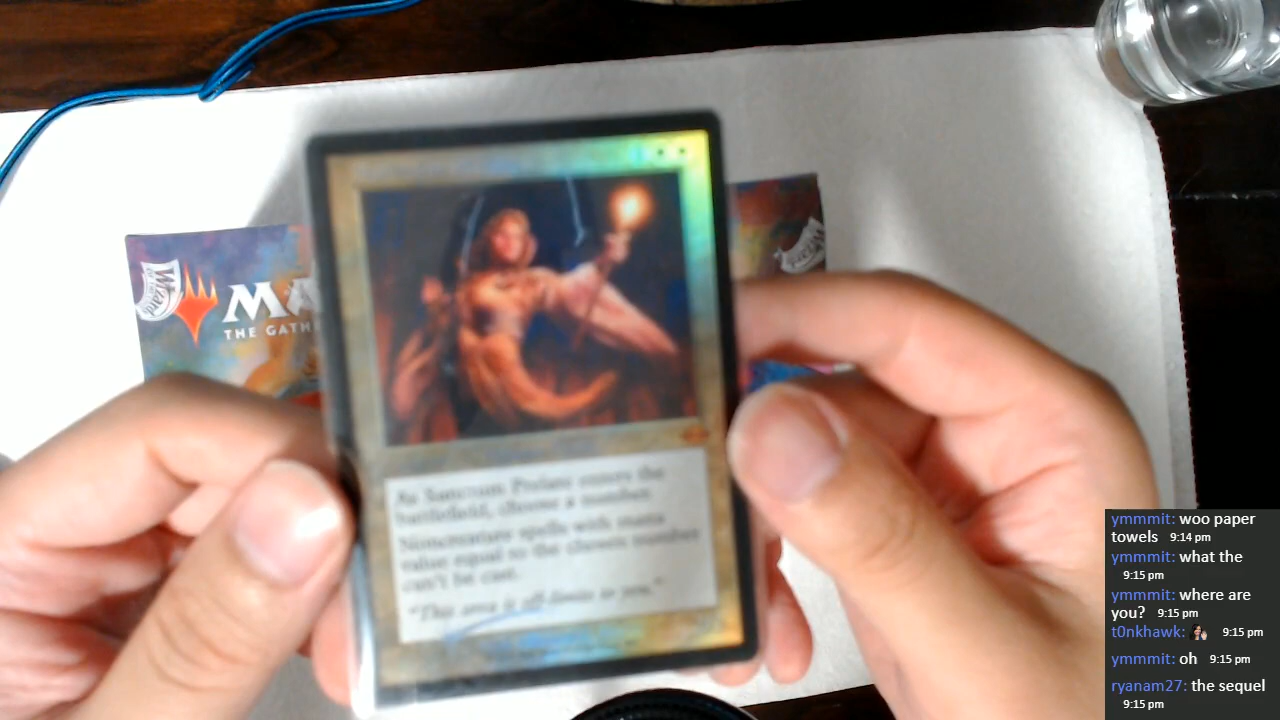 MA
THE GATH
Wizards
As Sanctum Prelate enters the
battlefield, choose a number.
Noncreature spells with mana
value equal to the chosen number
can't be cast.
"This area is off-limits to you."
ymmmit: woo paper
towels 9:14 pm
ymmmit: what the
9:15 pm
ymmmit: where are
you? 9:15 pm
t0nkhawk: 9:15 pm
ymmmit: oh 9:15 pm
ryanam27: the sequel
9:15 pm